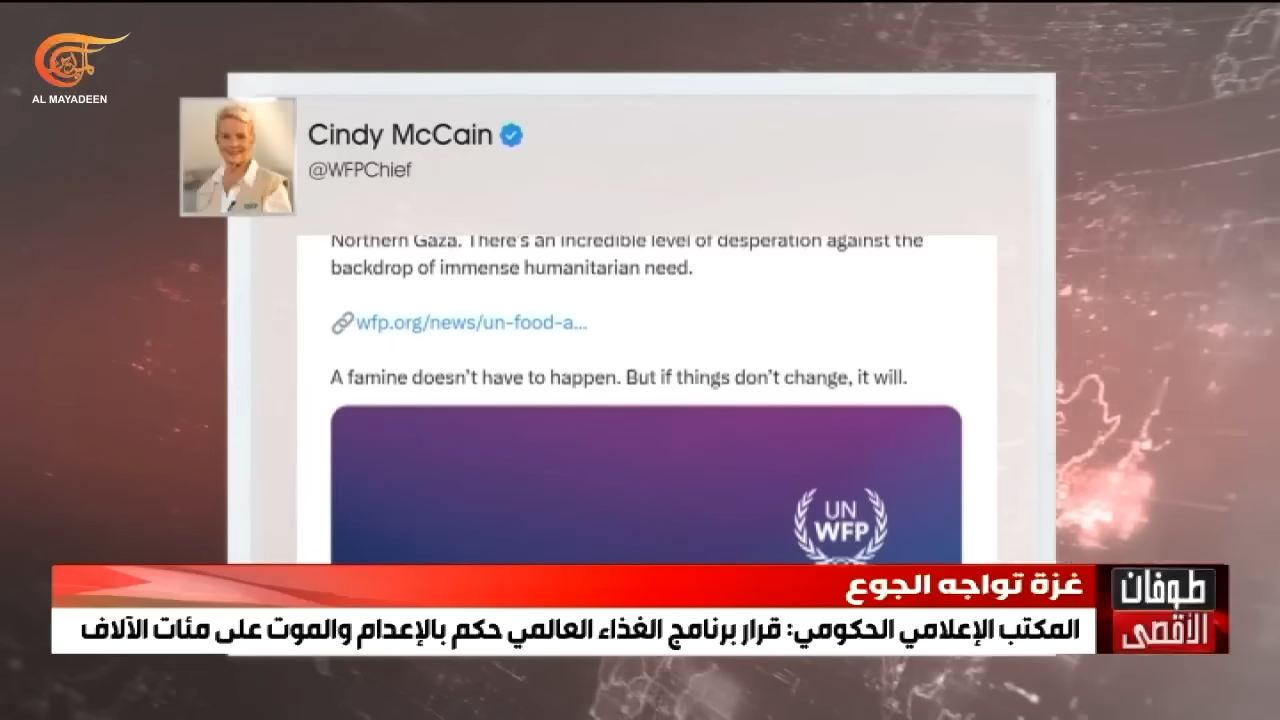 AL MAYADEEN
Cindy McCain
@WFPChief
Northern Gaza. There's an incredible level of desperation against the
backdrop of immense humanitarian need.
wfp.org/news/un-food-a...
A famine doesn't have to happen. But if things don't change, it will.
UN
WFP
غزة تواجه الجوع
المكتب الإعلامي الحكومي: قرار برنامج الغذاء العالمي حكم بالإعدام والموت على مئات الآلاف
طوفان
الأقصى